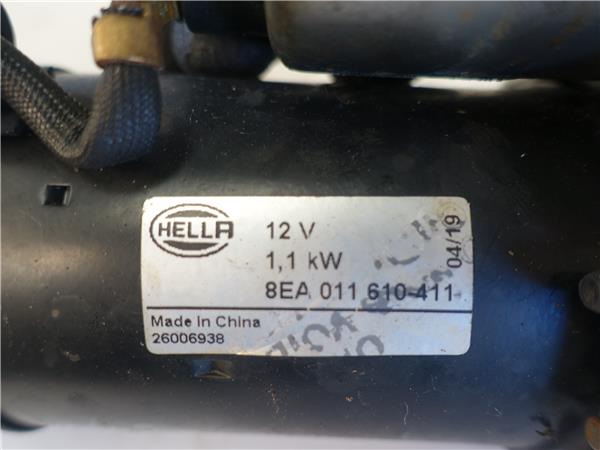 HELLA
12 V
1,1 kW
8EA 011 610-411
04/19
Made in China
26006938